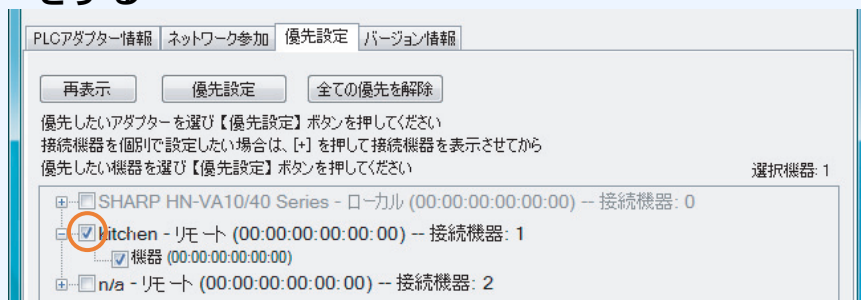 PLCアダプター情報 ネットワーク参加 優先設定 バージョン情報
再表示 優先設定 全ての優先を解除
優先したいアダプターを選び【優先設定】ボタンを押してください
接続機器を個別で設定したい場合は、[+] を押して接続機器を表示させてから
優先したい機器を選び【優先設定】ボタンを押してください 選択機器: 1
SHARP HN-VA10/40 Series - ローカル (00:00:00:00:00:00) -- 接続機器: 0
kitchen - リモート (00:00:00:00:00:00) -- 接続機器: 1
機器 (00:00:00:00:00:00)
n/a - リモート (00:00:00:00:00:00) -- 接続機器: 2